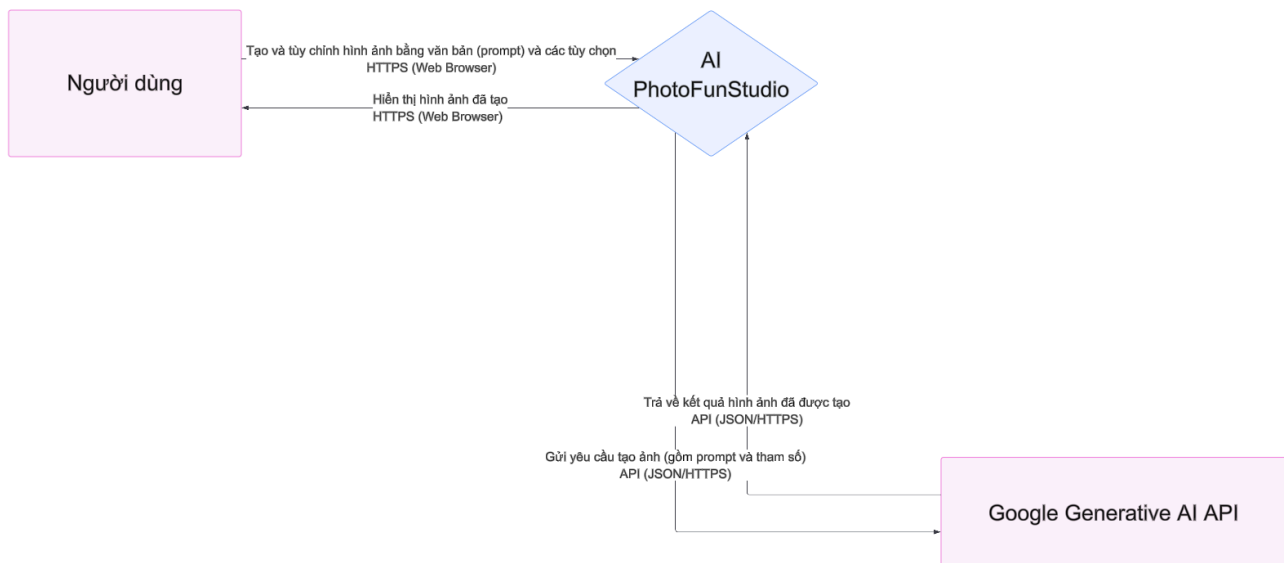 Người dùng
Tạo và tùy chỉnh hình ảnh bằng văn bản (prompt) và các tùy chọn
HTTPS (Web Browser)
Hiển thị hình ảnh đã tạo
HTTPS (Web Browser)
AI
PhotoFunStudio
Trả về kết quả hình ảnh đã được tạo
API (JSON/HTTPS)
Gửi yêu cầu tạo ảnh (gồm prompt và tham số)
API (JSON/HTTPS)
Google Generative AI API